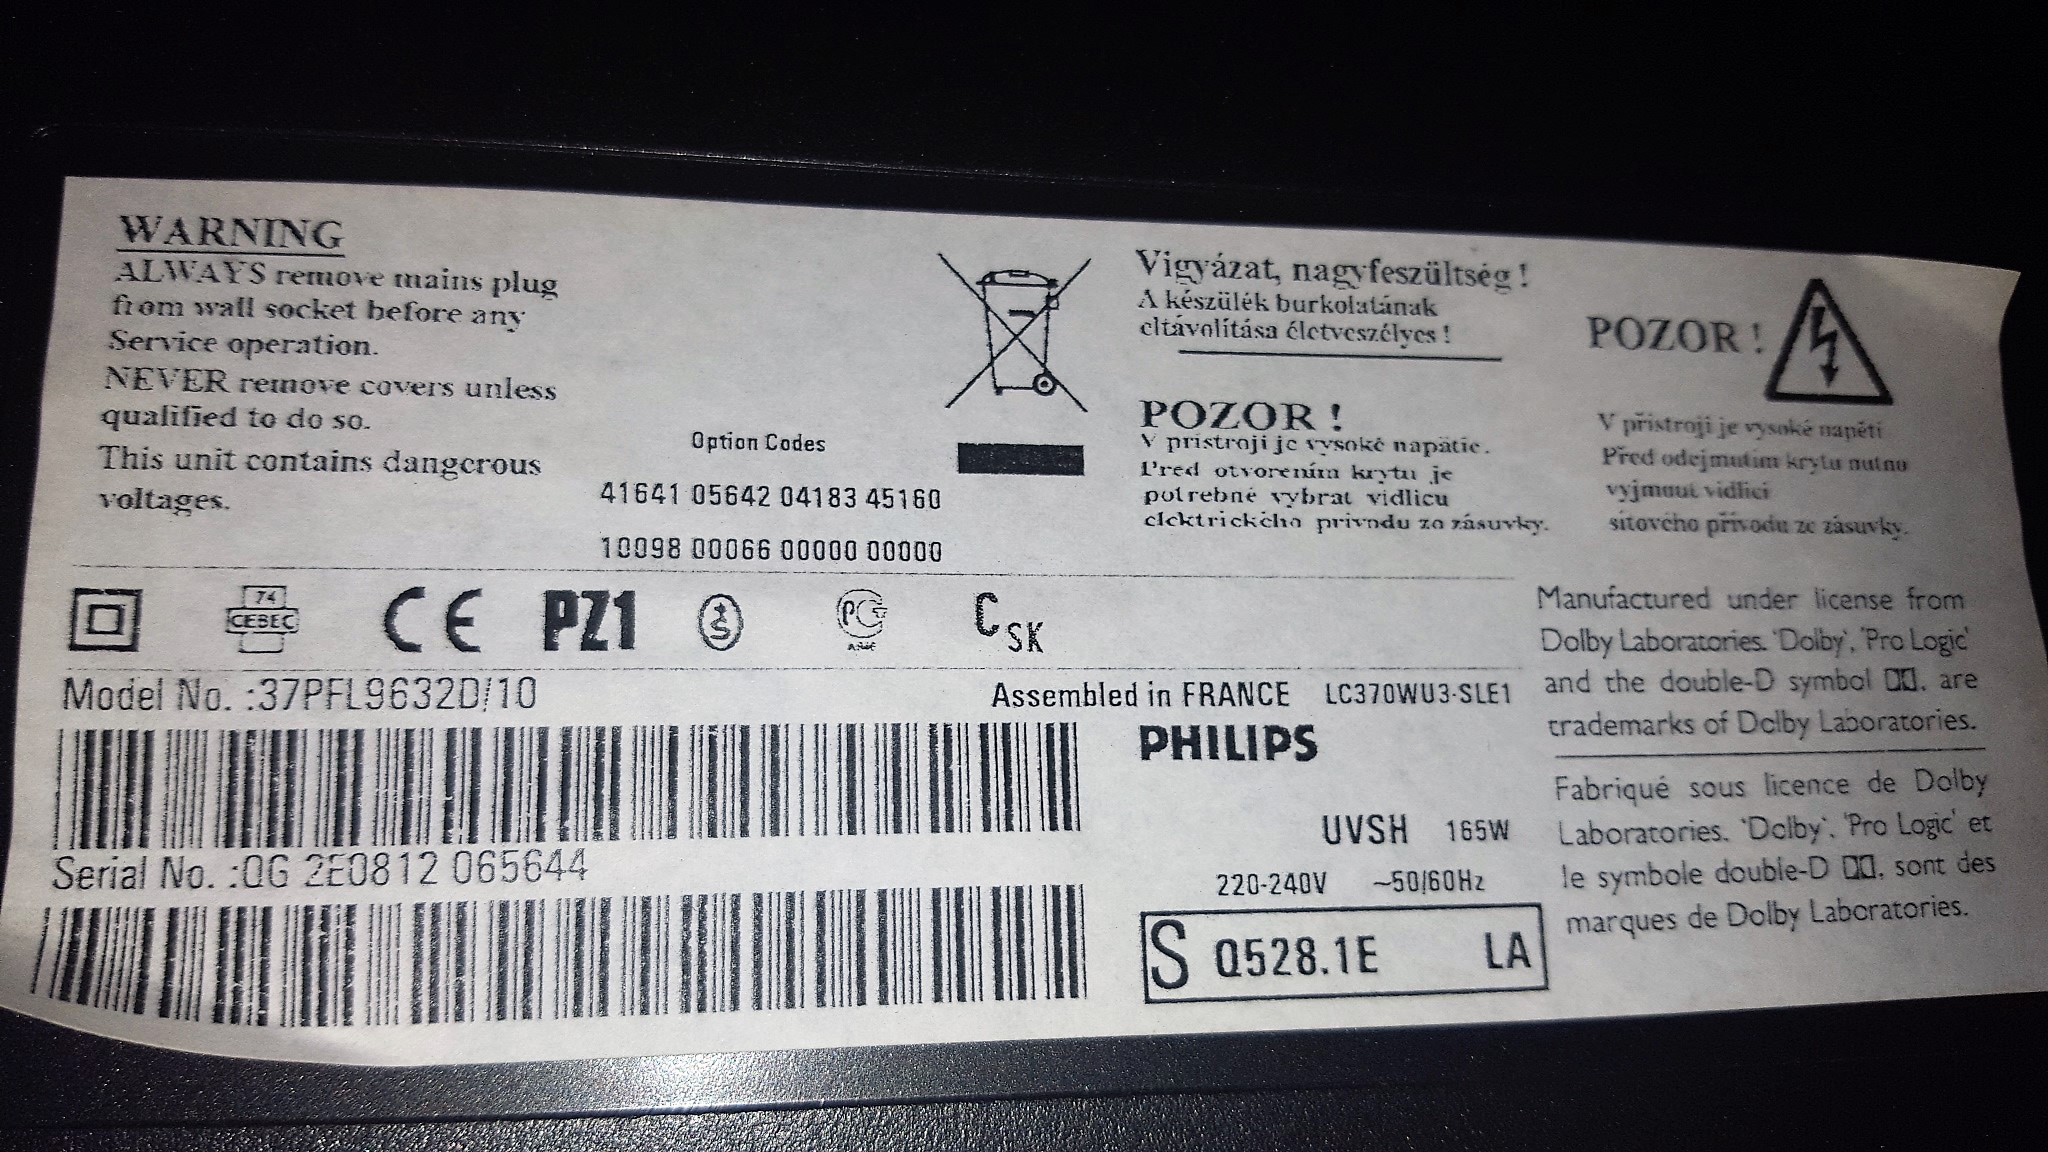 WARNING
ALWAYS remove mains plug
from wall socket before any
Service operation.
NEVER remove covers unless
qualified to do so.
This unit contains dangerous
voltages.
Option Codes
41641 05642 04183 45160
10098 00066 00000 00000
Vigyázat, nagyfeszültség !
A készülék burkolatának
eltávolítása életveszélyes !
POZOR !
V prístroji je vysoké napätie.
Pred otvorením krytu je
potrebné vybrat vidlicu
elektrického prívodu zo zásuvky.
POZOR !
V přístroji je vysoké napětí
Před odejmutím krytu nutno
vyjmout vidlici
síťového přívodu ze zásuvky.
74
CEBEC
CE PZ1 S PG CSK
Model No. :37PFL9632D/10
Assembled in FRANCE LC370WU3-SLE1
PHILIPS
Serial No. :QG 2E0812 065644
UVSH 165W
220-240V ~50/60Hz
S Q528.1E LA
Manufactured under license from
Dolby Laboratories. 'Dolby', 'Pro Logic'
and the double-D symbol, are
trademarks of Dolby Laboratories.
Fabriqué sous licence de Dolby
Laboratories. 'Dolby', 'Pro Logic' et
le symbole double-D, sont des
marques de Dolby Laboratories.